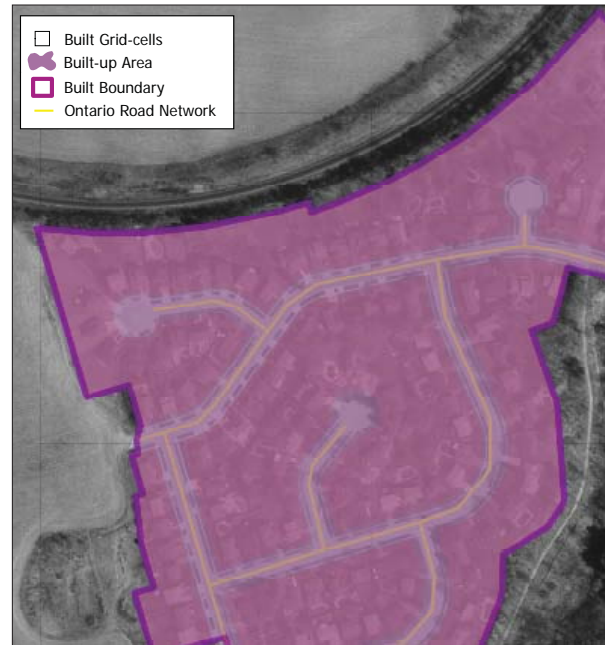 Built Grid-cells
Built-up Area
Built Boundary
Ontario Road Network